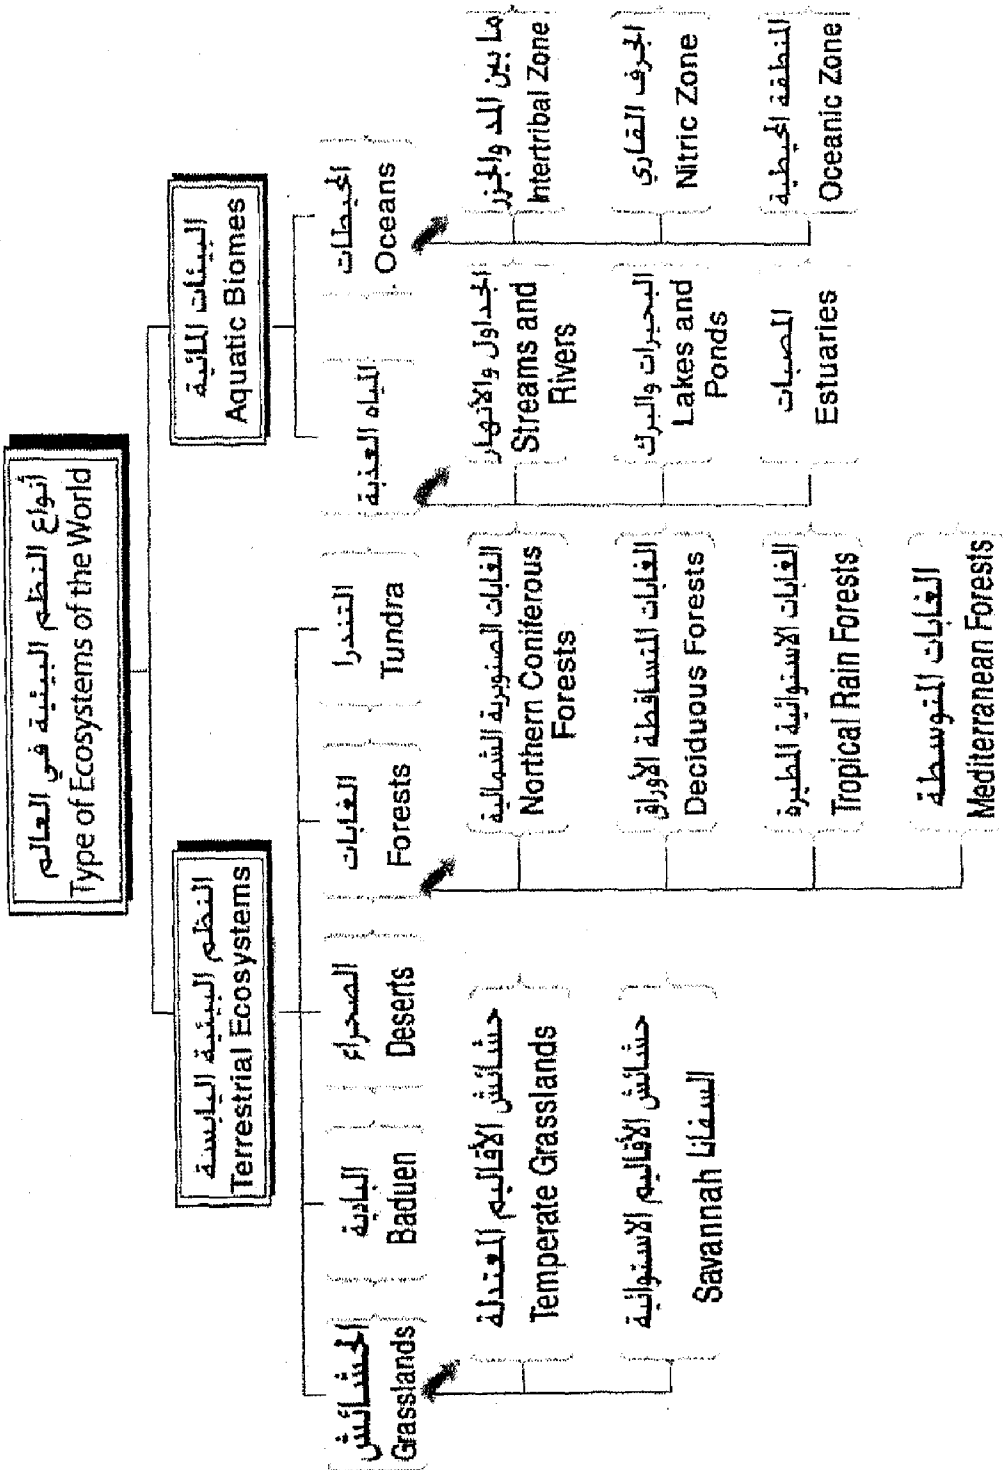 أنواع النظم البيئية في العالم
Type of Ecosystems of the World
النظم البيئية اليابسة
Terrestrial Ecosystems
البيئات المائية
Aquatic Biomes
الحشائش
Grasslands
البادية
Baduen
الصحراء
Deserts
الغابات
Forests
التندرا
Tundra
المياه العذبة
المحيطات
Oceans
حشائش الأقاليم المعتدلة
Temperate Grasslands
حشائش الأقاليم الاستوائية
Savannah السفانا
الغابات الصنوبرية الشمالية
Northern Coniferous
Forests
الغابات المتساقطة الأوراق
Deciduous Forests
الغابات الاستوائية المطيرة
Tropical Rain Forests
الغابات المتوسطة
Mediterranean Forests
الجداول والأنهار
Streams and
Rivers
البحيرات والبرك
Lakes and
Ponds
المصبات
Estuaries
ما بين المد والجزر
Intertribal Zone
الجرف القاري
Nitric Zone
المنطقة المحيطية
Oceanic Zone